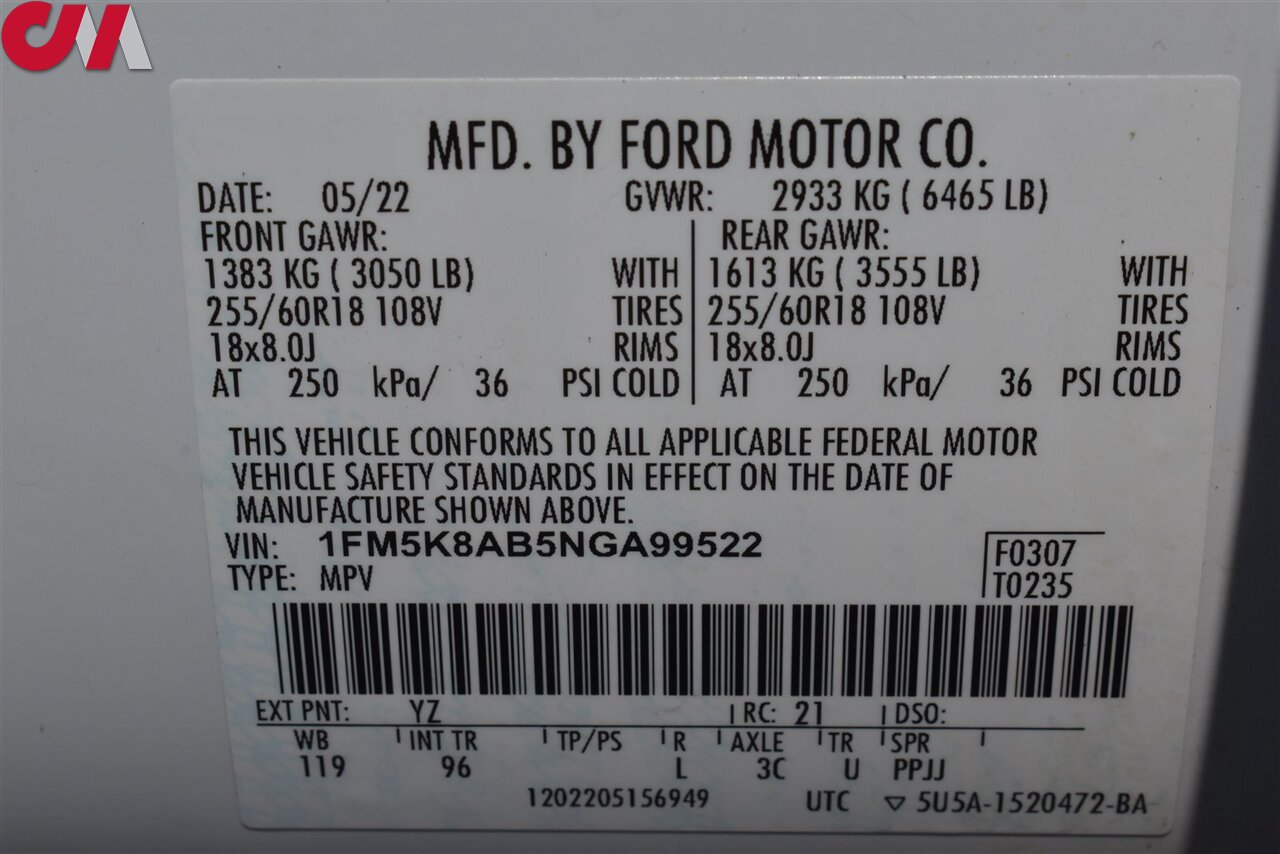 CM
MFD. BY FORD MOTOR CO.
DATE: 05/22 GVWR: 2933 KG ( 6465 LB)
FRONT GAWR: REAR GAWR:
1383 KG ( 3050 LB) WITH 1613 KG ( 3555 LB) WITH
255/60R18 108V TIRES 255/60R18 108V TIRES
18x8.0J RIMS 18x8.0J RIMS
AT 250 kPa/ 36 PSI COLD AT 250 kPa/ 36 PSI COLD
THIS VEHICLE CONFORMS TO ALL APPLICABLE FEDERAL MOTOR
VEHICLE SAFETY STANDARDS IN EFFECT ON THE DATE OF
MANUFACTURE SHOWN ABOVE.
VIN: 1FM5K8AB5NGA99522 F0307
TYPE: MPV T0235
EXT PNT: YZ RC: 21 DSO:
WB INT TR TP/PS R AXLE TR SPR
119 96 L 3C U PPJJ
1202205156949 UTC ▽ 5U5A-1520472-BA